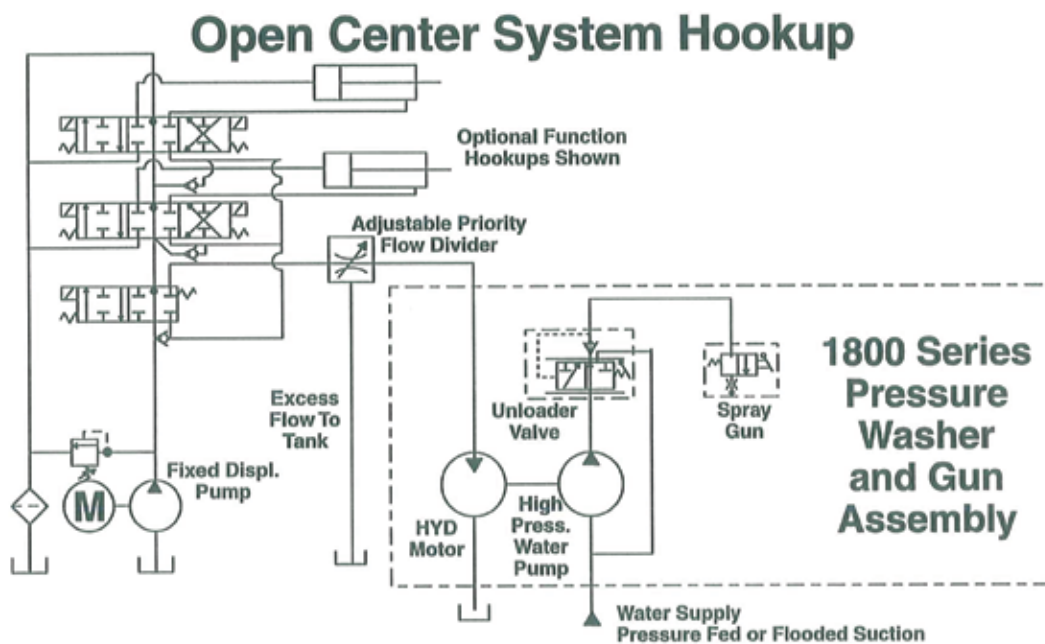 Open Center System Hookup
Optional Function
Hookups Shown
Adjustable Priority
Flow Divider
Excess
Flow To
Tank
Unloader
Valve
Spray
Gun
1800 Series
Pressure
Washer
and Gun
Assembly
Fixed Displ.
Pump
M
HYD
Motor
High
Press.
Water
Pump
Water Supply
Pressure Fed or Flooded Suction